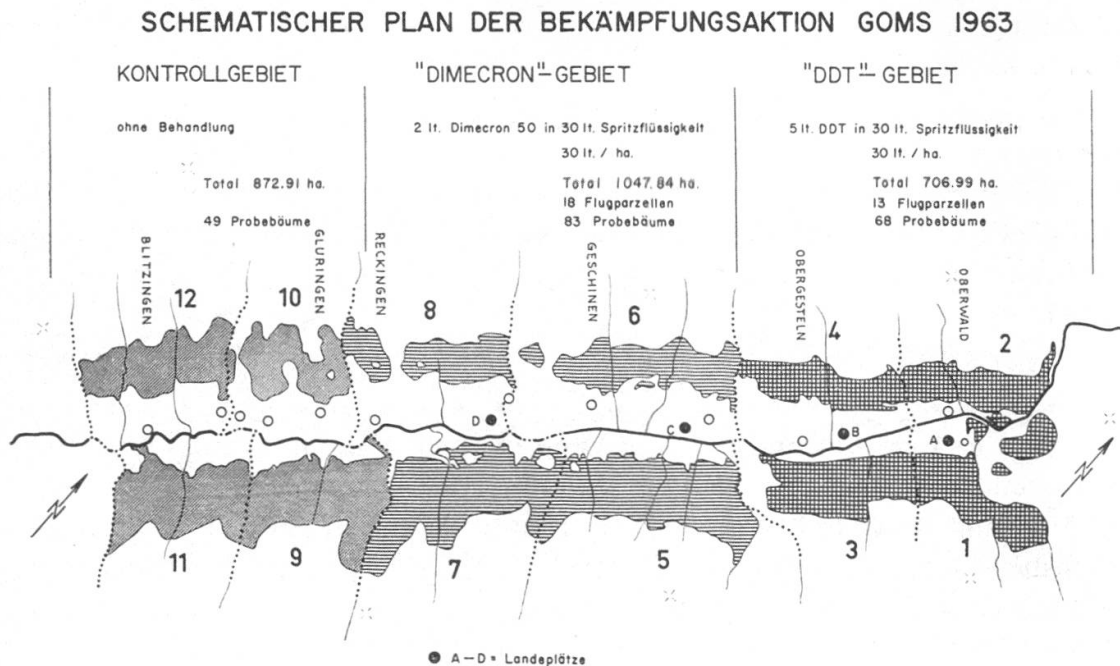 SCHEMATISCHER PLAN DER BEKÄMPFUNGSAKTION GOMS 1963
KONTROLLGEBIET
ohne Behandlung
Total 872.91 ha.
49 Probebäume
"DIMECRON"-GEBIET
2 lt. Dimecron 50 in 30 lt. Spritzflüssigkeit
30 lt. / ha.
Total 1047.84 ha.
18 Flugparzellen
83 Probebäume
"DDT"-GEBIET
5 lt. DDT in 30 lt. Spritzflüssigkeit
30 lt. / ha.
Total 706.99 ha.
13 Flugparzellen
68 Probebäume
BLITZINGEN
GLURINGEN
RECKINGEN
GESCHINEN
OBERGESTELN
OBERWALD
12
10
8
6
4
2
D
C
B
A
N
N
11
9
7
5
3
1
A – D = Landeplätze